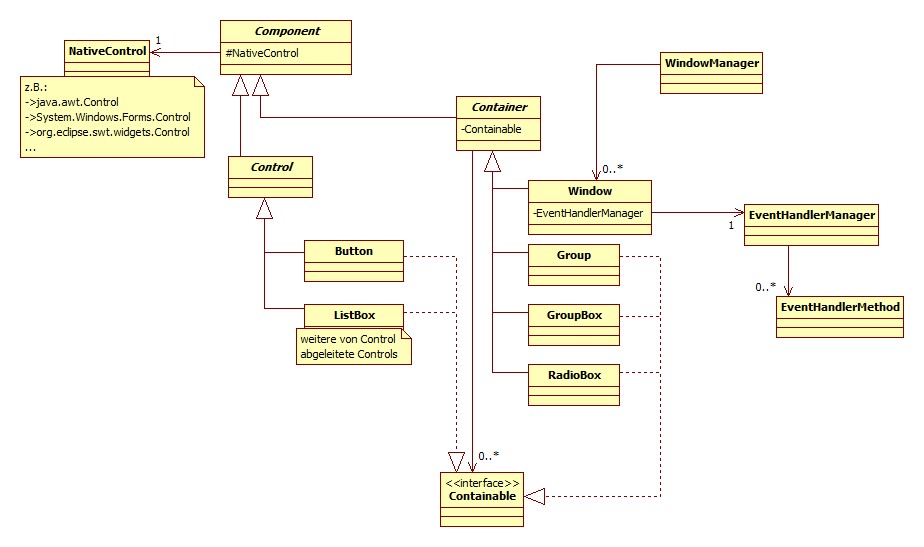 Component
#NativeControl
1
NativeControl
z.B.:
->java.awt.Control
->System.Windows.Forms.Control
->org.eclipse.swt.widgets.Control
...
WindowManager
Container
-Containable
Control
0..*
Window
-EventHandlerManager
1
EventHandlerManager
Button
Group
0..*
EventHandlerMethod
ListBox
weitere von Control
abgeleitete Controls
GroupBox
RadioBox
0..*
<<interface>>
Containable